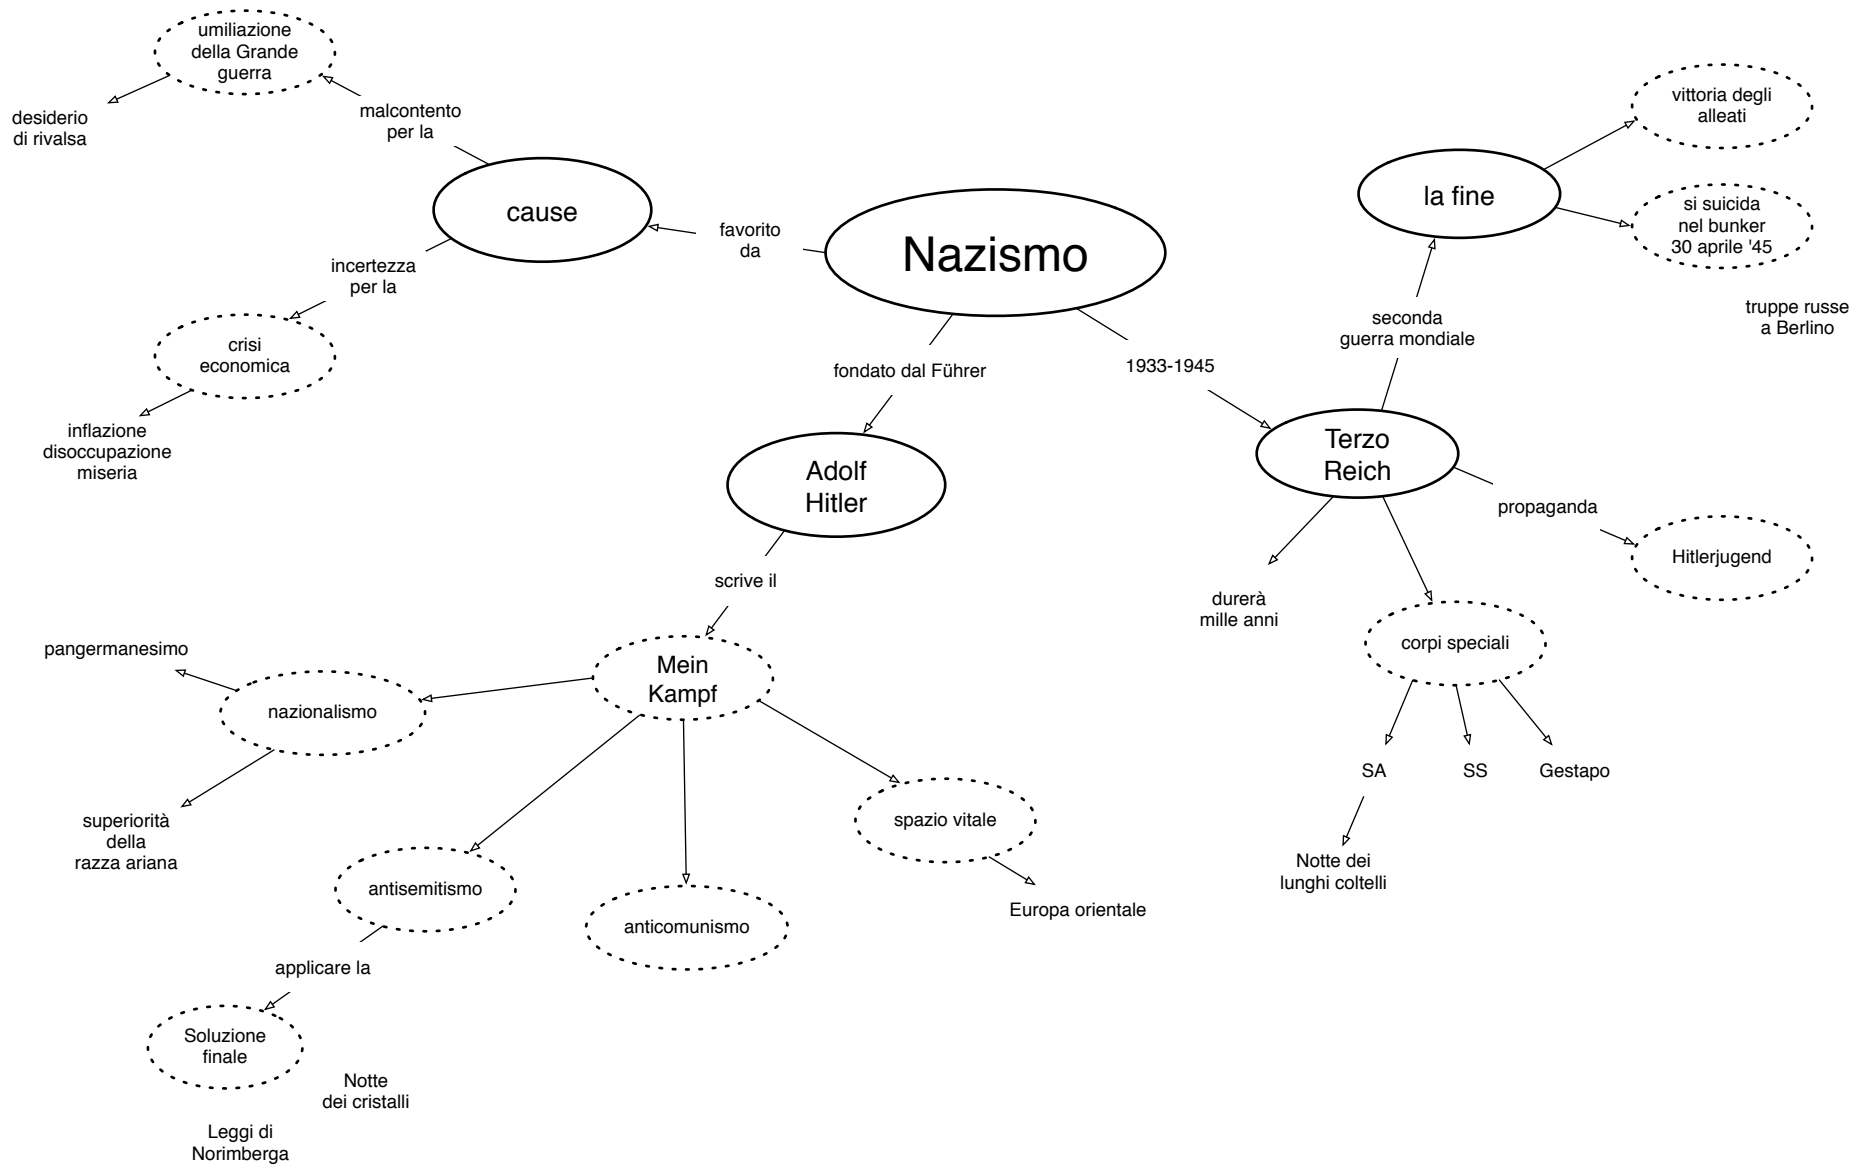 umiliazione
della Grande
guerra
desiderio
di rivalsa
malcontento
per la
cause
favorito
da
Nazismo
incertezza
per la
crisi
economica
inflazione
disoccupazione
miseria
vittoria degli
alleati
la fine
si suicida
nel bunker
30 aprile '45
truppe russe
a Berlino
seconda
guerra mondiale
fondato dal Führer
1933-1945
Adolf
Hitler
Terzo
Reich
propaganda
Hitlerjugend
durerà
mille anni
corpi speciali
SA
SS
Gestapo
Notte dei
lunghi coltelli
scrive il
Mein
Kampf
pangermanesimo
nazionalismo
superiorità
della
razza ariana
antisemitismo
anticomunismo
spazio vitale
Europa orientale
applicare la
Soluzione
finale
Notte
dei cristalli
Leggi di
Norimberga